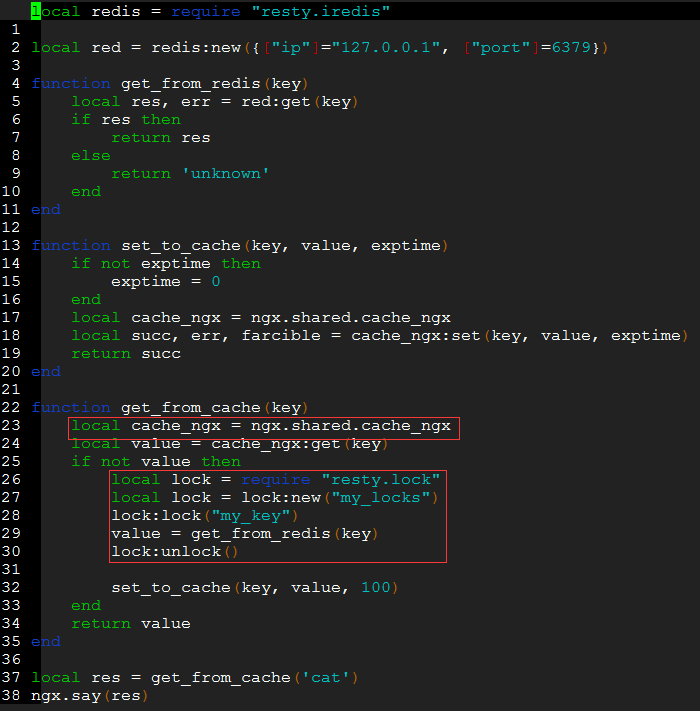 local redis = require "resty.iredis"
1
2 local red = redis:new({["ip"]="127.0.0.1", ["port"]=6379})
3
4 function get_from_redis(key)
5     local res, err = red:get(key)
6     if res then
7         return res
8     else
9         return 'unknown'
10     end
11 end
12
13 function set_to_cache(key, value, exptime)
14     if not exptime then
15         exptime = 0
16     end
17     local cache_ngx = ngx.shared.cache_ngx
18     local succ, err, farcible = cache_ngx:set(key, value, exptime)
19     return succ
20 end
21
22 function get_from_cache(key)
23     local cache_ngx = ngx.shared.cache_ngx
24     local value = cache_ngx:get(key)
25     if not value then
26         local lock = require "resty.lock"
27         local lock = lock:new("my_locks")
28         lock:lock("my_key")
29         value = get_from_redis(key)
30         lock:unlock()
31
32         set_to_cache(key, value, 100)
33     end
34     return value
35 end
36
37 local res = get_from_cache('cat')
38 ngx.say(res)